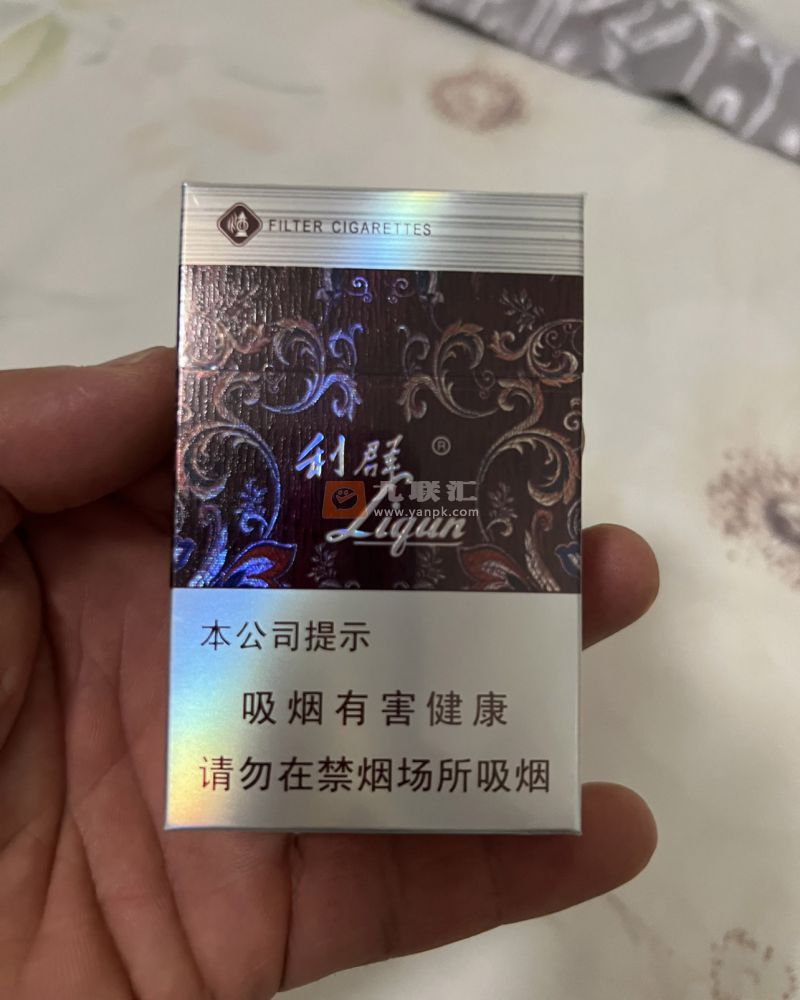 FILTER CIGARETTES
利群
®
九联汇
www.yanpk.com
Liqun
本公司提示
吸烟有害健康
请勿在禁烟场所吸烟